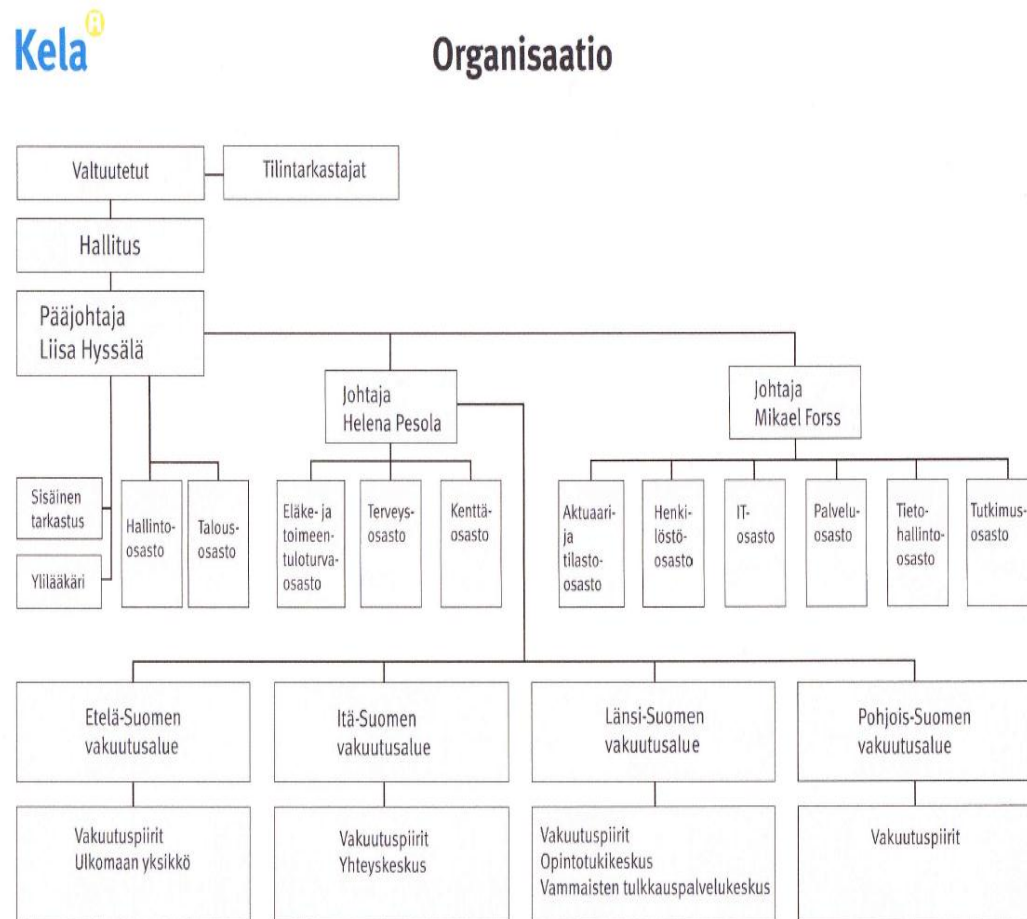 Kela
Organisaatio
Valtuutetut
Tilintarkastajat
Hallitus
Pääjohtaja
Liisa Hyssälä
Johtaja
Helena Pesola
Johtaja
Mikael Forss
Sisäinen
tarkastus
Ylilääkäri
Hallinto-
osasto
Talous-
osasto
Eläke- ja
toimeen-
tuloturva-
osasto
Terveys-
osasto
Kenttä-
osasto
Aktuaari-
ja
tilasto-
osasto
Henki-
löstö-
osasto
IT-
osasto
Palvelu-
osasto
Tieto-
hallinto-
osasto
Tutkimus-
osasto
Etelä-Suomen
vakuutusalue
Itä-Suomen
vakuutusalue
Länsi-Suomen
vakuutusalue
Pohjois-Suomen
vakuutusalue
Vakuutuspiirit
Ulkomaan yksikkö
Vakuutuspiirit
Yhteyskeskus
Vakuutuspiirit
Opintotukikeskus
Vammaisten tulkkauspalvelukeskus
Vakuutuspiirit